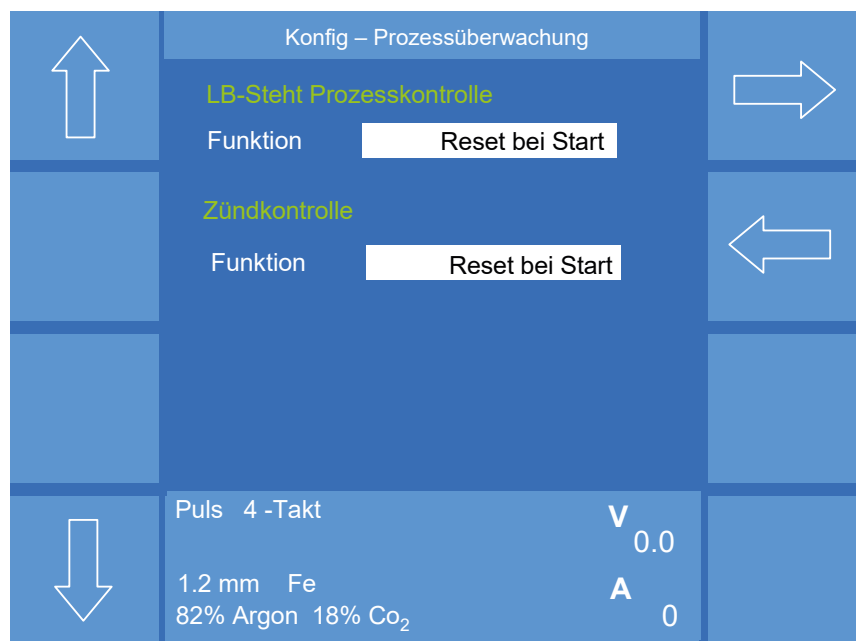 Konfig – Prozessüberwachung
LB-Steht Prozesskontrolle
Funktion Reset bei Start
Zündkontrolle
Funktion Reset bei Start
Puls 4 -Takt
V
0.0
1.2 mm Fe
A
82% Argon 18% Co₂
0